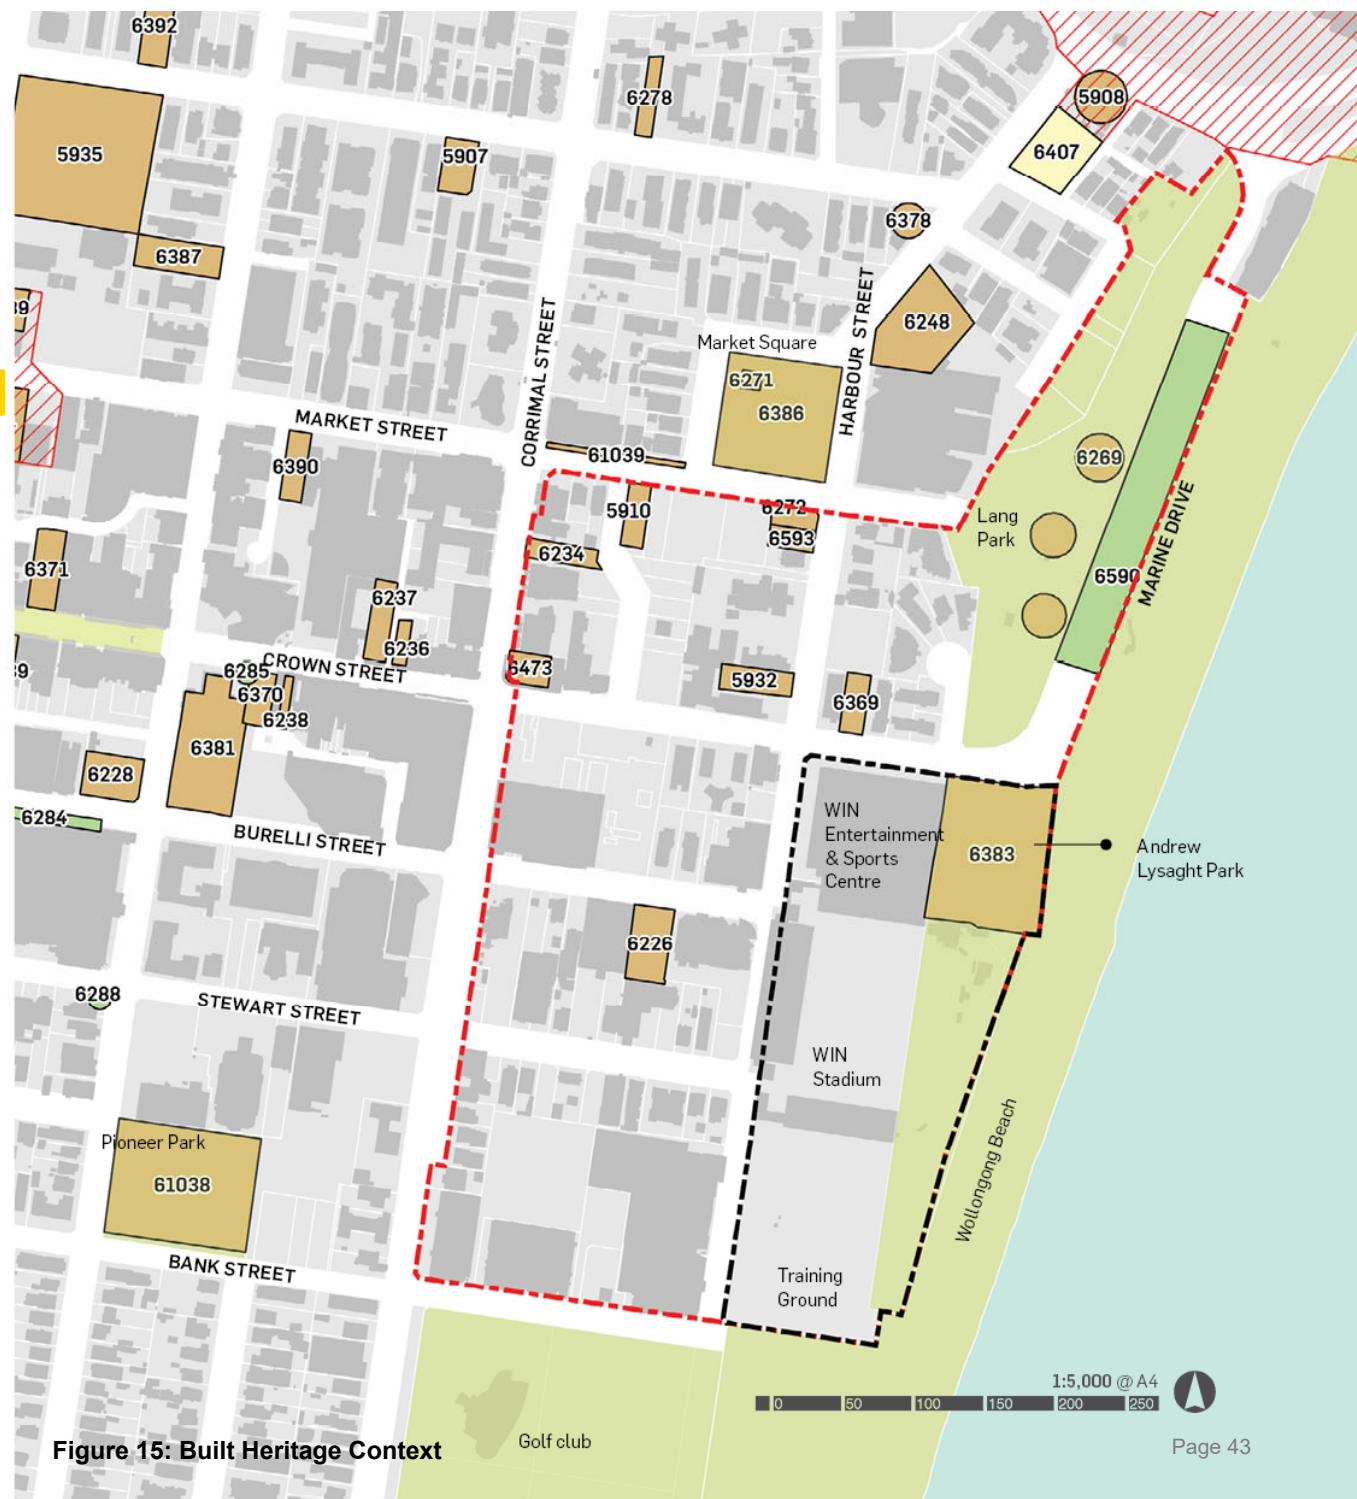 6392
6278
5908
5935
5907
6407
6387
6378
39
6248
Market Square
6271
6386
HARBOUR STREET
CORRIMAL STREET
MARKET STREET
61039
6390
6269
5910
6272
6593
Lang
Park
MARINE DRIVE
6234
6371
6590
6237
6236
CROWN STREET
6473
5932
6369
39
6285
6370
6238
6381
6228
6284
BURELLI STREET
WIN
Entertainment
& Sports
Centre
6383
Andrew
Lysaght Park
6226
6288
STEWART STREET
WIN
Stadium
Pioneer Park
61038
Wollongong Beach
BANK STREET
Training
Ground
1:5,000 @ A4
0 50 100 150 200 250
Golf club
Figure 15: Built Heritage Context
Page 43